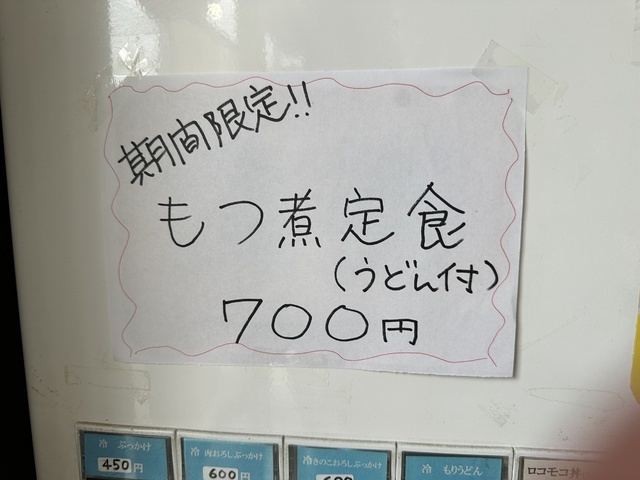 期間限定!!
もつ煮定食
(うどん付)
700円
冷 ぶっかけ
450円
冷 肉おろしぶっかけ
600円
冷きのこおろしぶっかけ
冷 もりうどん
ロコモコ丼